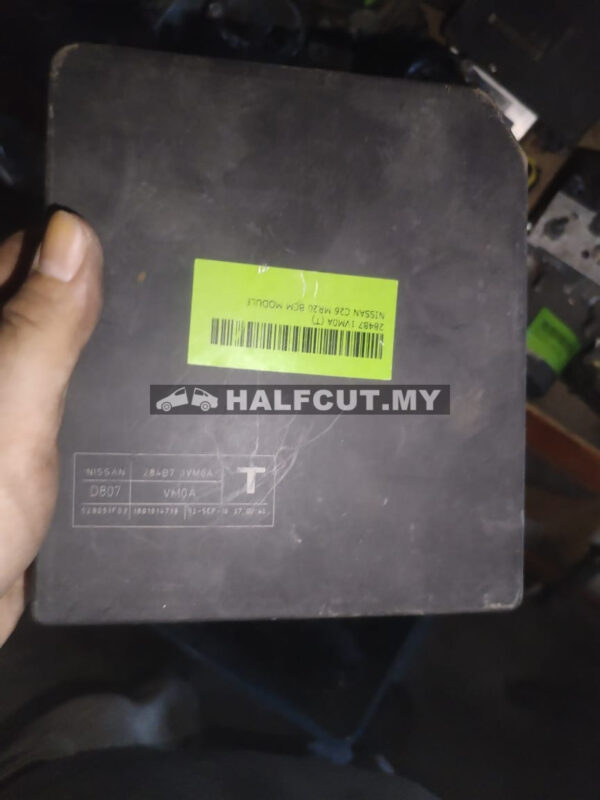 NISSAN C26 MR20 BCM MODULE
284B7 1VM0A (T)
HALFCUT.MY
NISSAN 284B7 1VM0A T
D807 VM0A